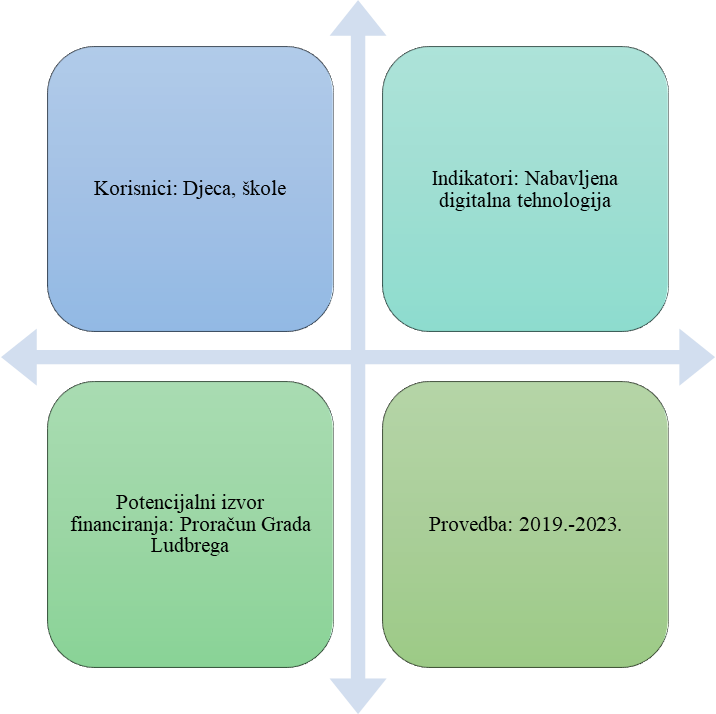 Korisnici: Djeca, škole
Indikatori: Nabavljena
digitalna tehnologija
Potencijalni izvor
financiranja: Proračun Grada
Ludbrega
Provedba: 2019.-2023.